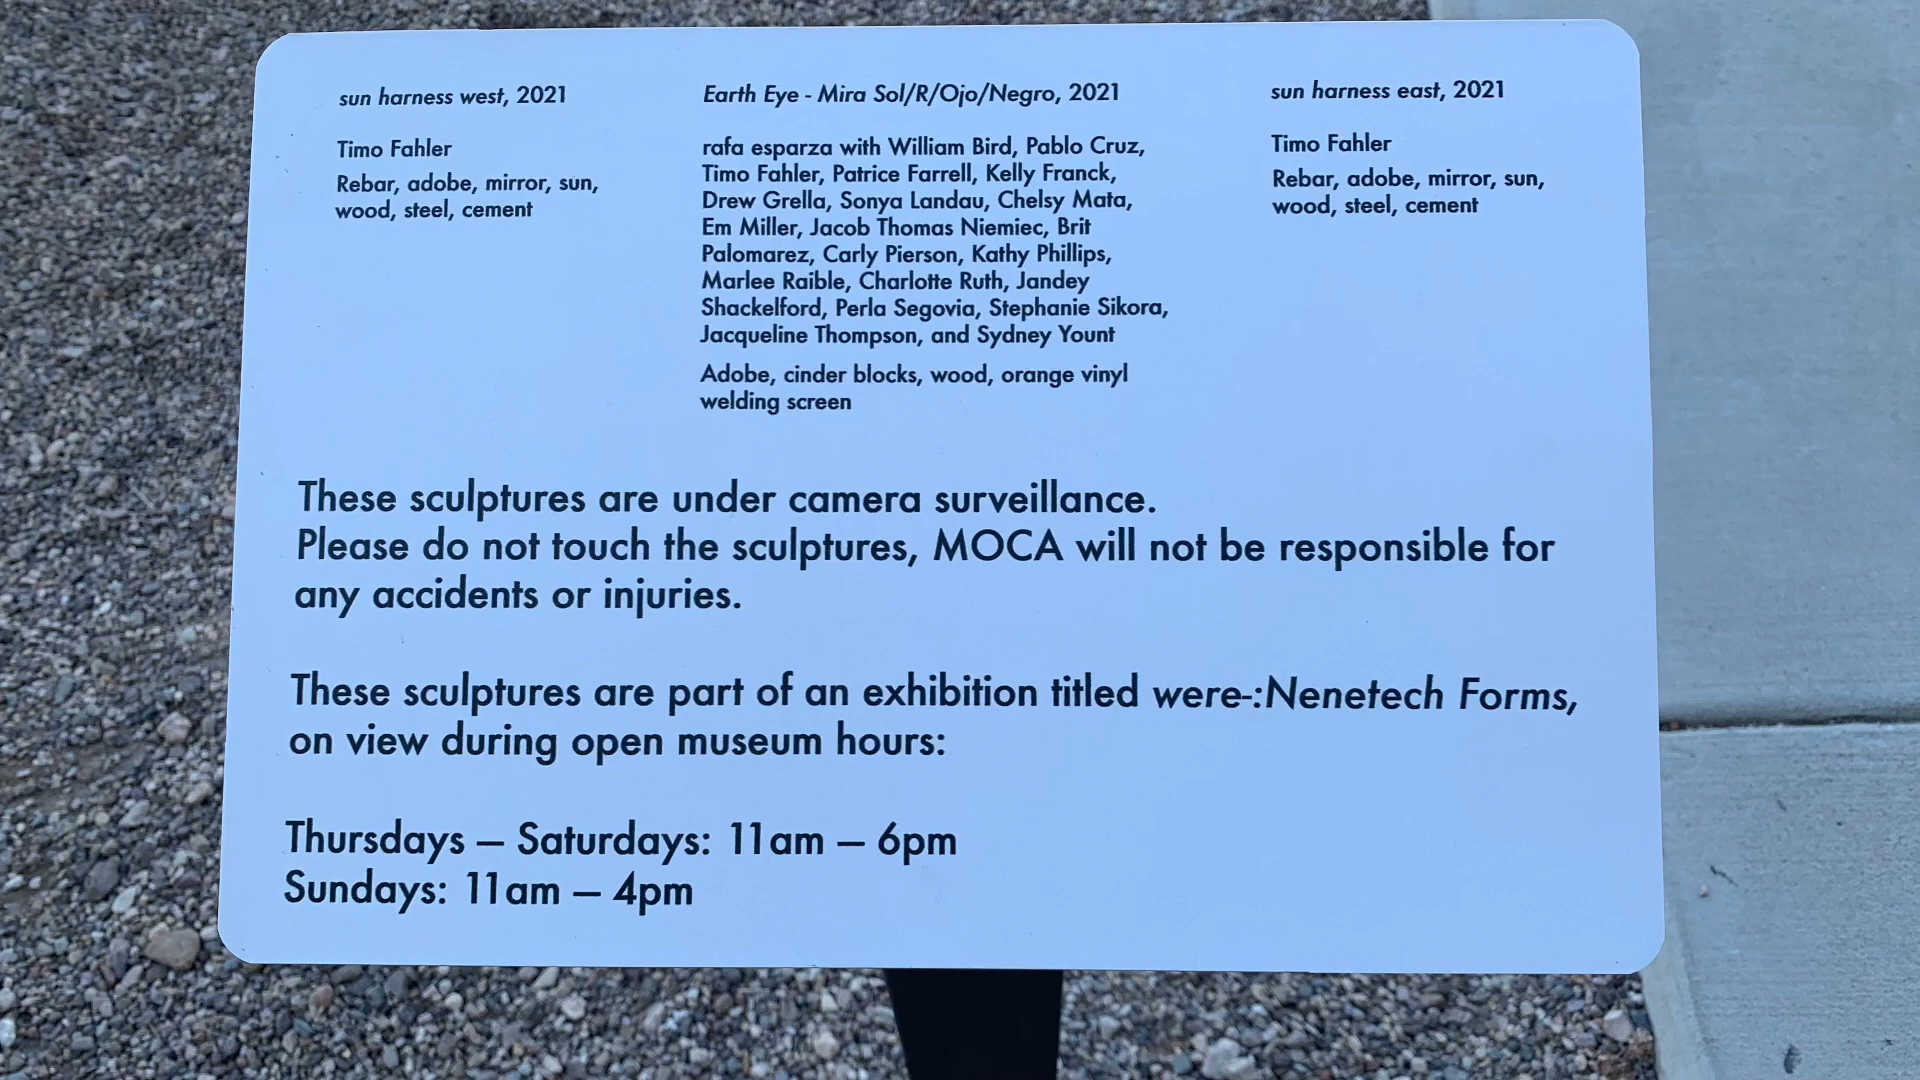 sun harness west, 2021
Timo Fahler
Rebar, adobe, mirror, sun,
wood, steel, cement
Earth Eye - Mira Sol/R/Ojo/Negro, 2021
rafa esparza with William Bird, Pablo Cruz,
Timo Fahler, Patrice Farrell, Kelly Franck,
Drew Grella, Sonya Landau, Chelsy Mata,
Em Miller, Jacob Thomas Niemiec, Brit
Palomarez, Carly Pierson, Kathy Phillips,
Marlee Raible, Charlotte Ruth, Jandey
Shackelford, Perla Segovia, Stephanie Sikora,
Jacqueline Thompson, and Sydney Yount
Adobe, cinder blocks, wood, orange vinyl
welding screen
sun harness east, 2021
Timo Fahler
Rebar, adobe, mirror, sun,
wood, steel, cement
These sculptures are under camera surveillance.
Please do not touch the sculptures, MOCA will not be responsible for
any accidents or injuries.
These sculptures are part of an exhibition titled were-:Nenetech Forms,
on view during open museum hours:
Thursdays – Saturdays: 11am – 6pm
Sundays: 11am – 4pm